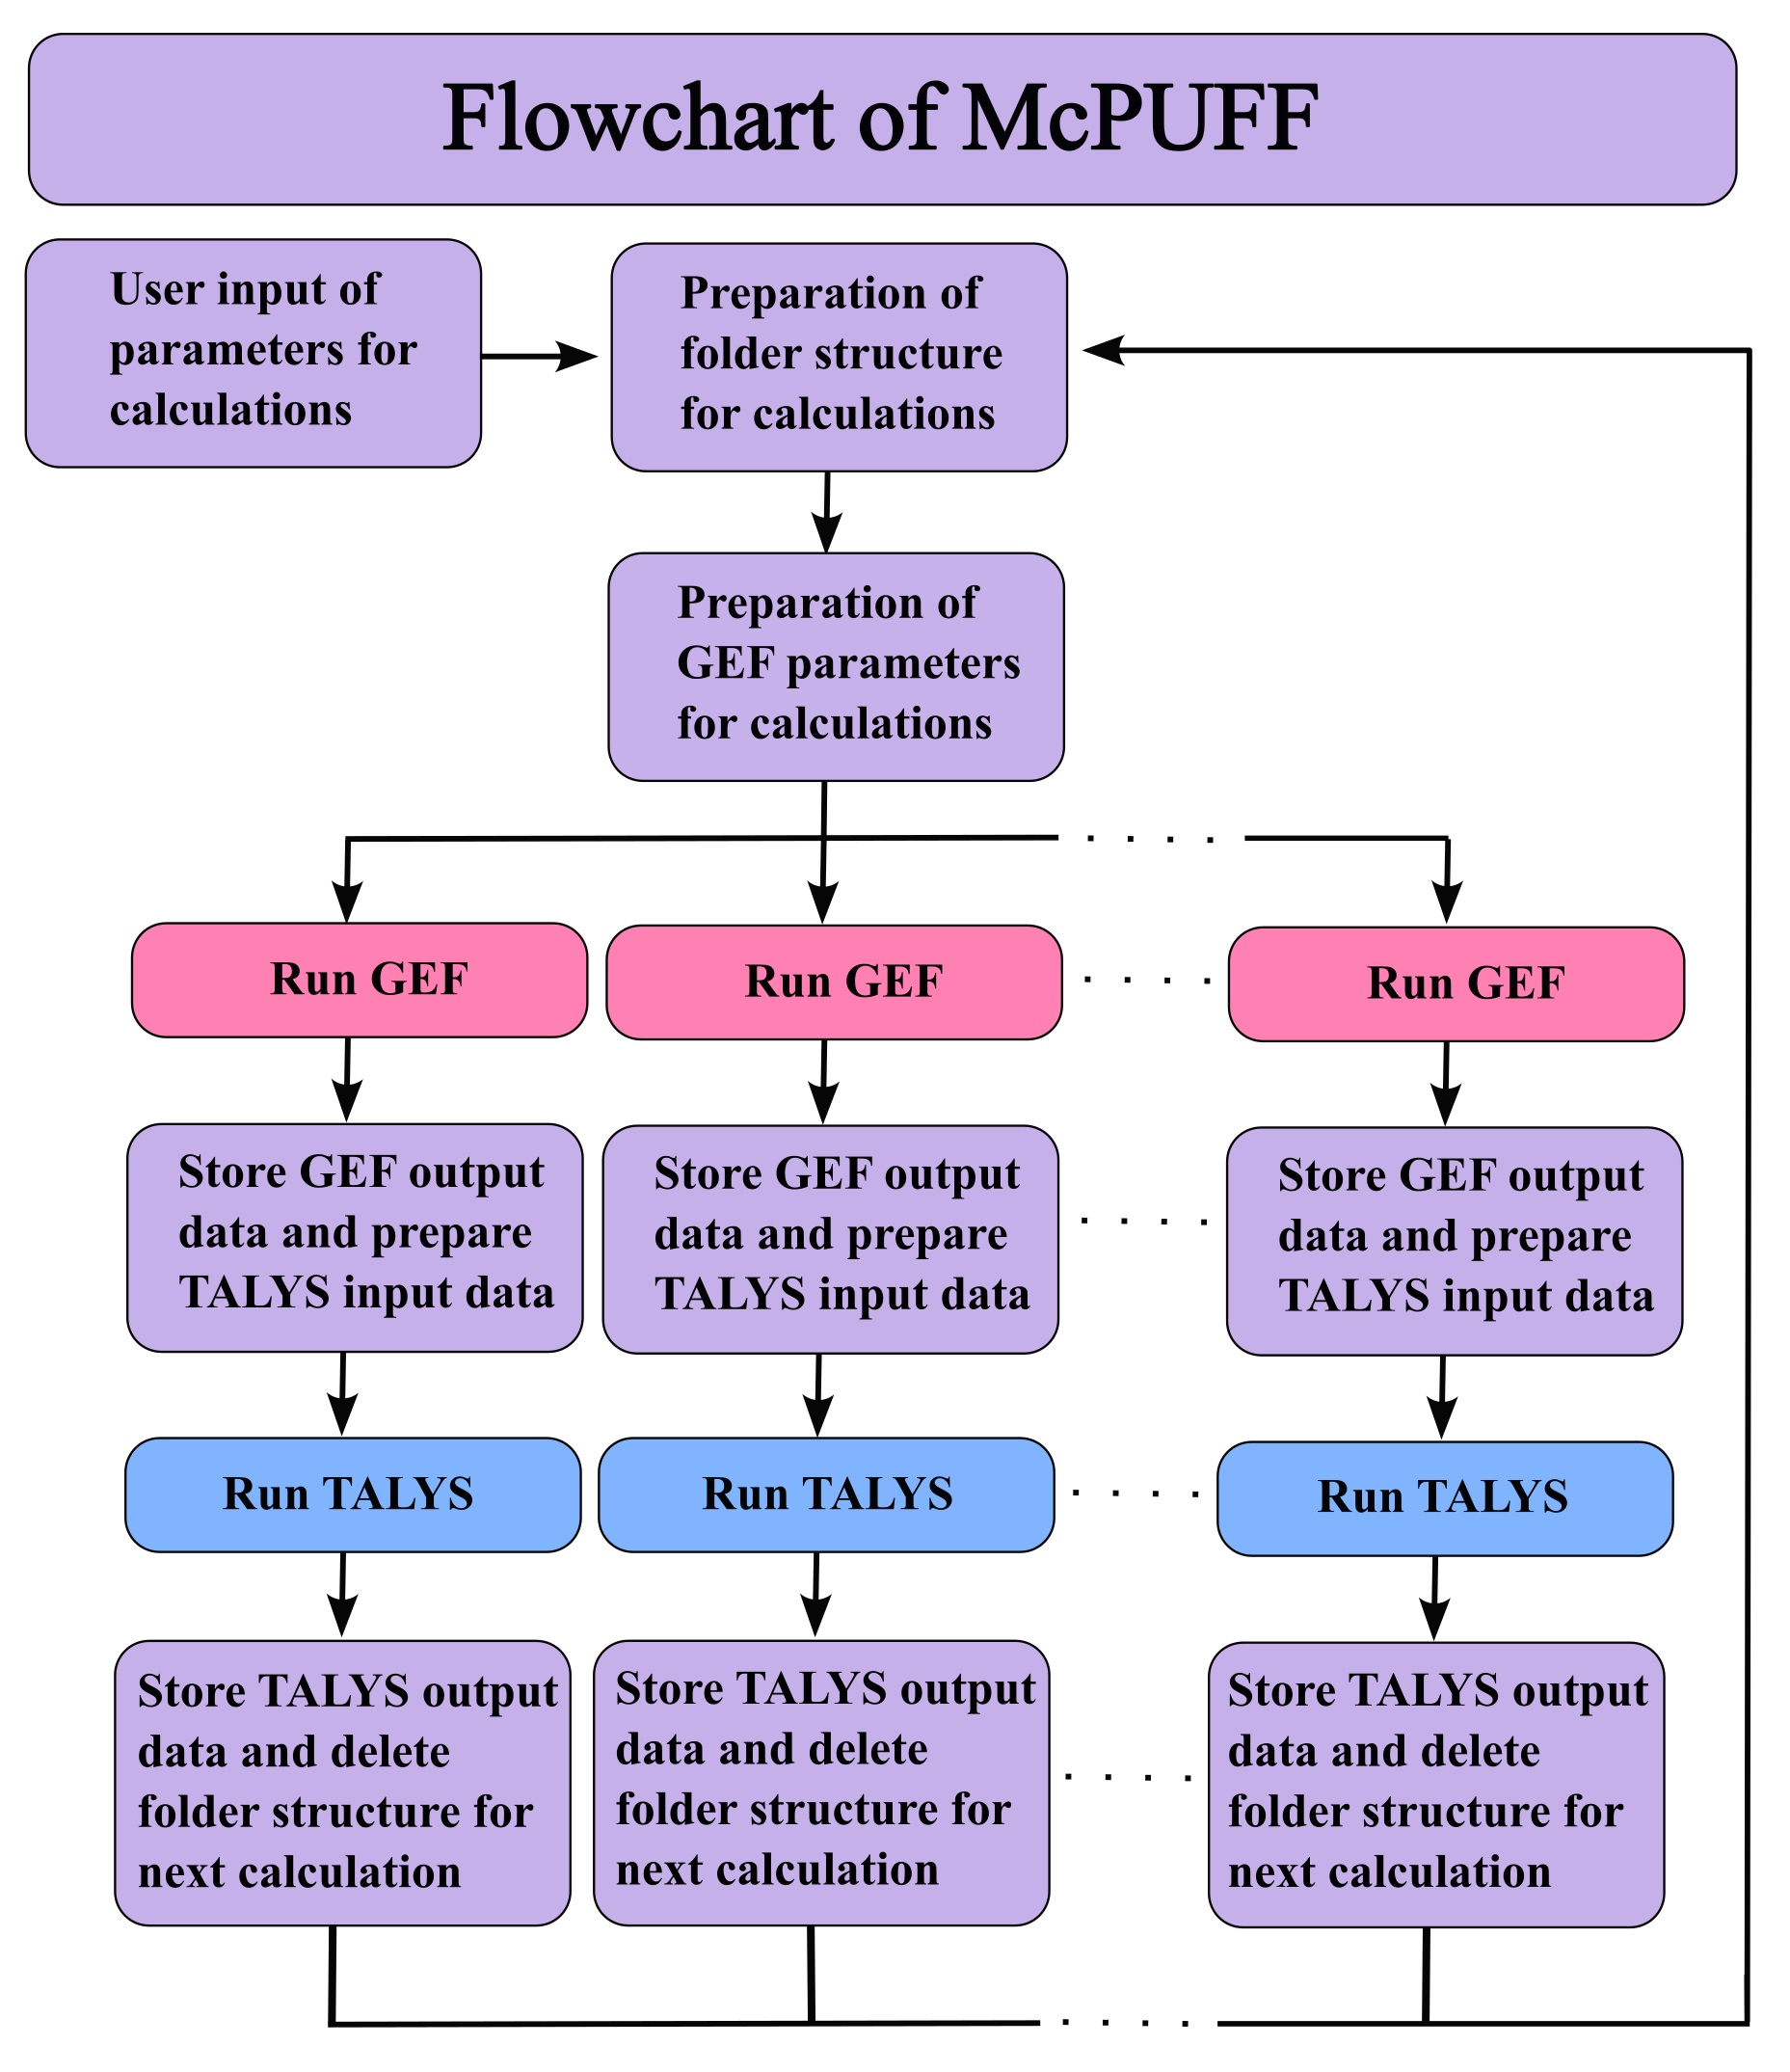 Flowchart of McPUFF
User input of
parameters for
calculations
Preparation of
folder structure
for calculations
Preparation of
GEF parameters
for calculations
Run GEF
Run GEF
Run GEF
Store GEF output
data and prepare
TALYS input data
Store GEF output
data and prepare
TALYS input data
Store GEF output
data and prepare
TALYS input data
Run TALYS
Run TALYS
Run TALYS
Store TALYS output
data and delete
folder structure for
next calculation
Store TALYS output
data and delete
folder structure for
next calculation
Store TALYS output
data and delete
folder structure for
next calculation